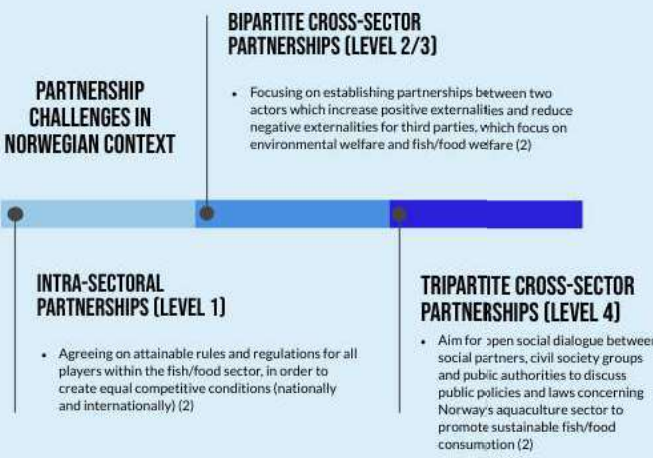 PARTNERSHIP
CHALLENGES IN
NORWEGIAN CONTEXT
BIPARTITE CROSS-SECTOR
PARTNERSHIPS (LEVEL 2/3)
• Focusing on establishing partnerships between two
actors which increase positive externalities and reduce
negative externalities for third parties, which focus on
environmental welfare and fish/food welfare (2)
INTRA-SECTORAL
PARTNERSHIPS (LEVEL 1)
• Agreeing on attainable rules and regulations for all
players within the fish/food sector, in order to
create equal competitive conditions (nationally
and internationally) (2)
TRIPARTITE CROSS-SECTOR
PARTNERSHIPS (LEVEL 4)
• Aim for open social dialogue between
social partners, civil society groups
and public authorities to discuss
public policies and laws concerning
Norway's aquaculture sector to
promote sustainable fish/food
consumption (2)